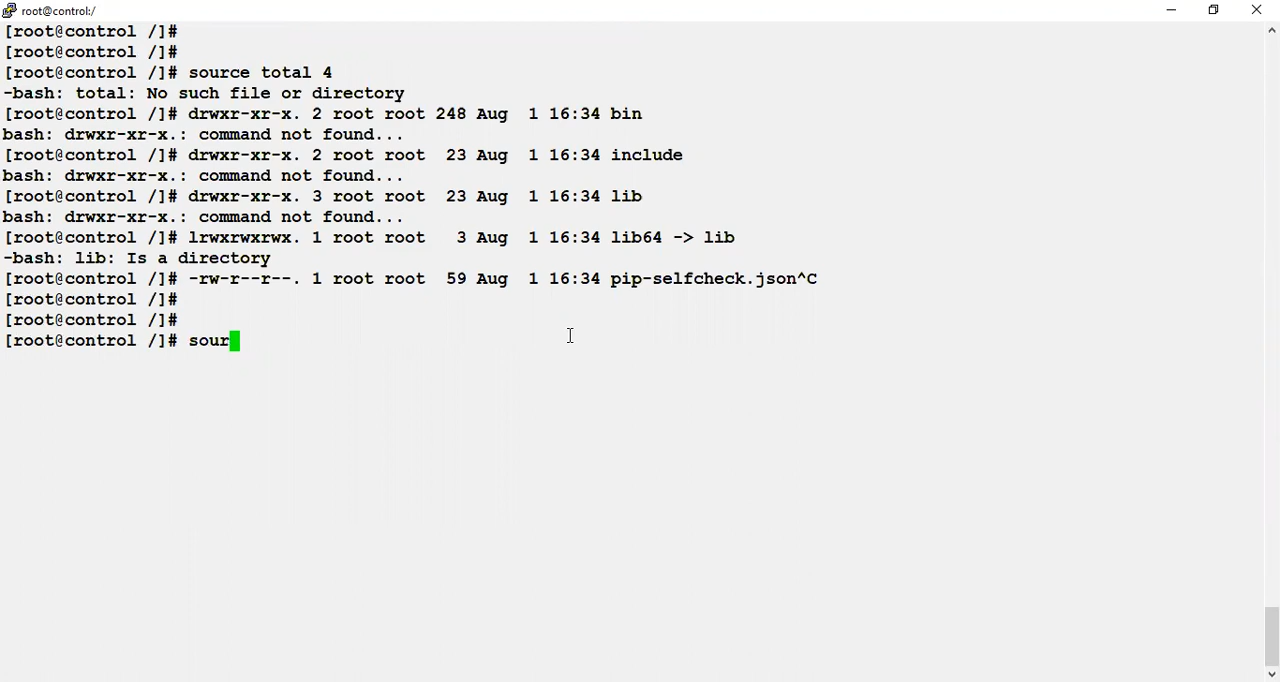 root@control:/
[root@control /]#
[root@control /]#
[root@control /]# source total 4
-bash: total: No such file or directory
[root@control /]# drwxr-xr-x. 2 root root 248 Aug  1 16:34 bin
bash: drwxr-xr-x.: command not found...
[root@control /]# drwxr-xr-x. 2 root root  23 Aug  1 16:34 include
bash: drwxr-xr-x.: command not found...
[root@control /]# drwxr-xr-x. 3 root root  23 Aug  1 16:34 lib
bash: drwxr-xr-x.: command not found...
[root@control /]# lrwxrwxrwx. 1 root root   3 Aug  1 16:34 lib64 -> lib
-bash: lib: Is a directory
[root@control /]# -rw-r--r--. 1 root root  59 Aug  1 16:34 pip-selfcheck.json^C
[root@control /]#
[root@control /]#
[root@control /]# sour